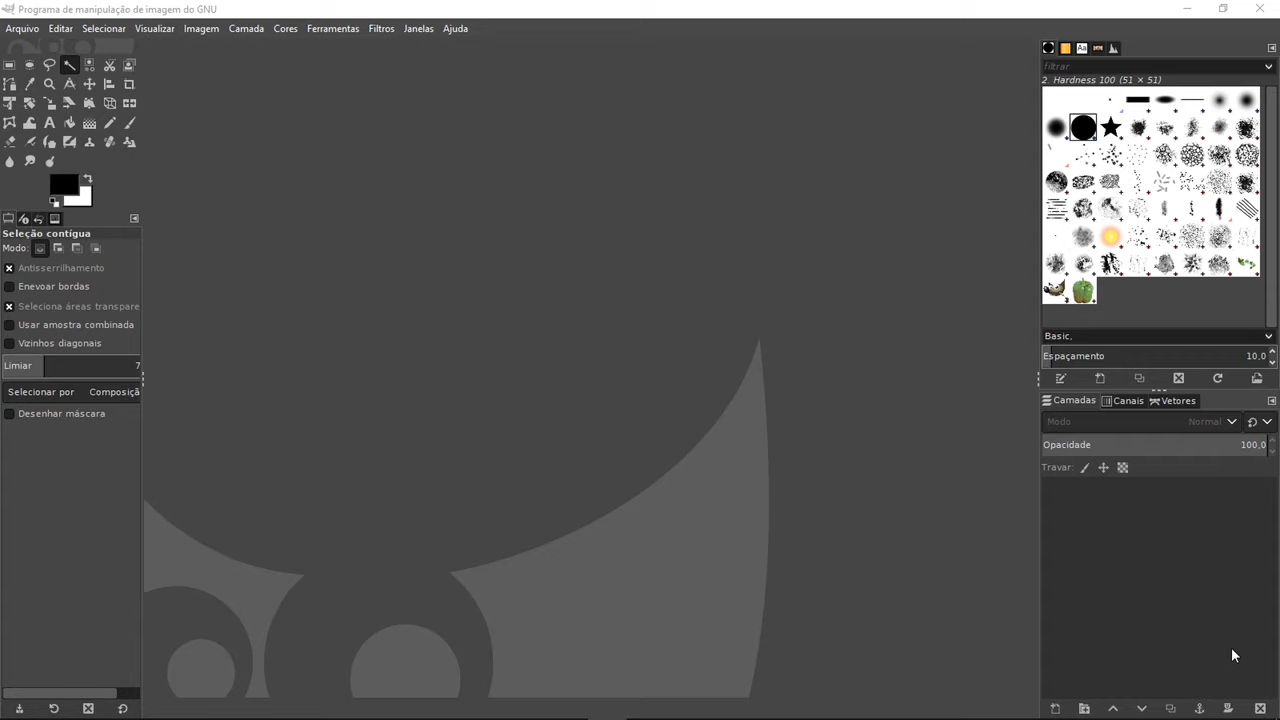 Programa de manipulação de imagem do GNU
Arquivo Editar Selecionar Visualizar Imagem Camada Cores Ferramentas Filtros Janelas Ajuda
filtrar
2. Hardness 100 (51 × 51)
Aa
Seleção contígua
Modo:
Antisserrilhamento
Enevoar bordas
Seleciona áreas transpare
Usar amostra combinada
Vizinhos diagonais
Limiar 7
Selecionar por Composiçã
Desenhar máscara
Basic,
Espaçamento 10,0
Camadas Canais Vetores
Modo Normal
Opacidade 100,0
Travar: